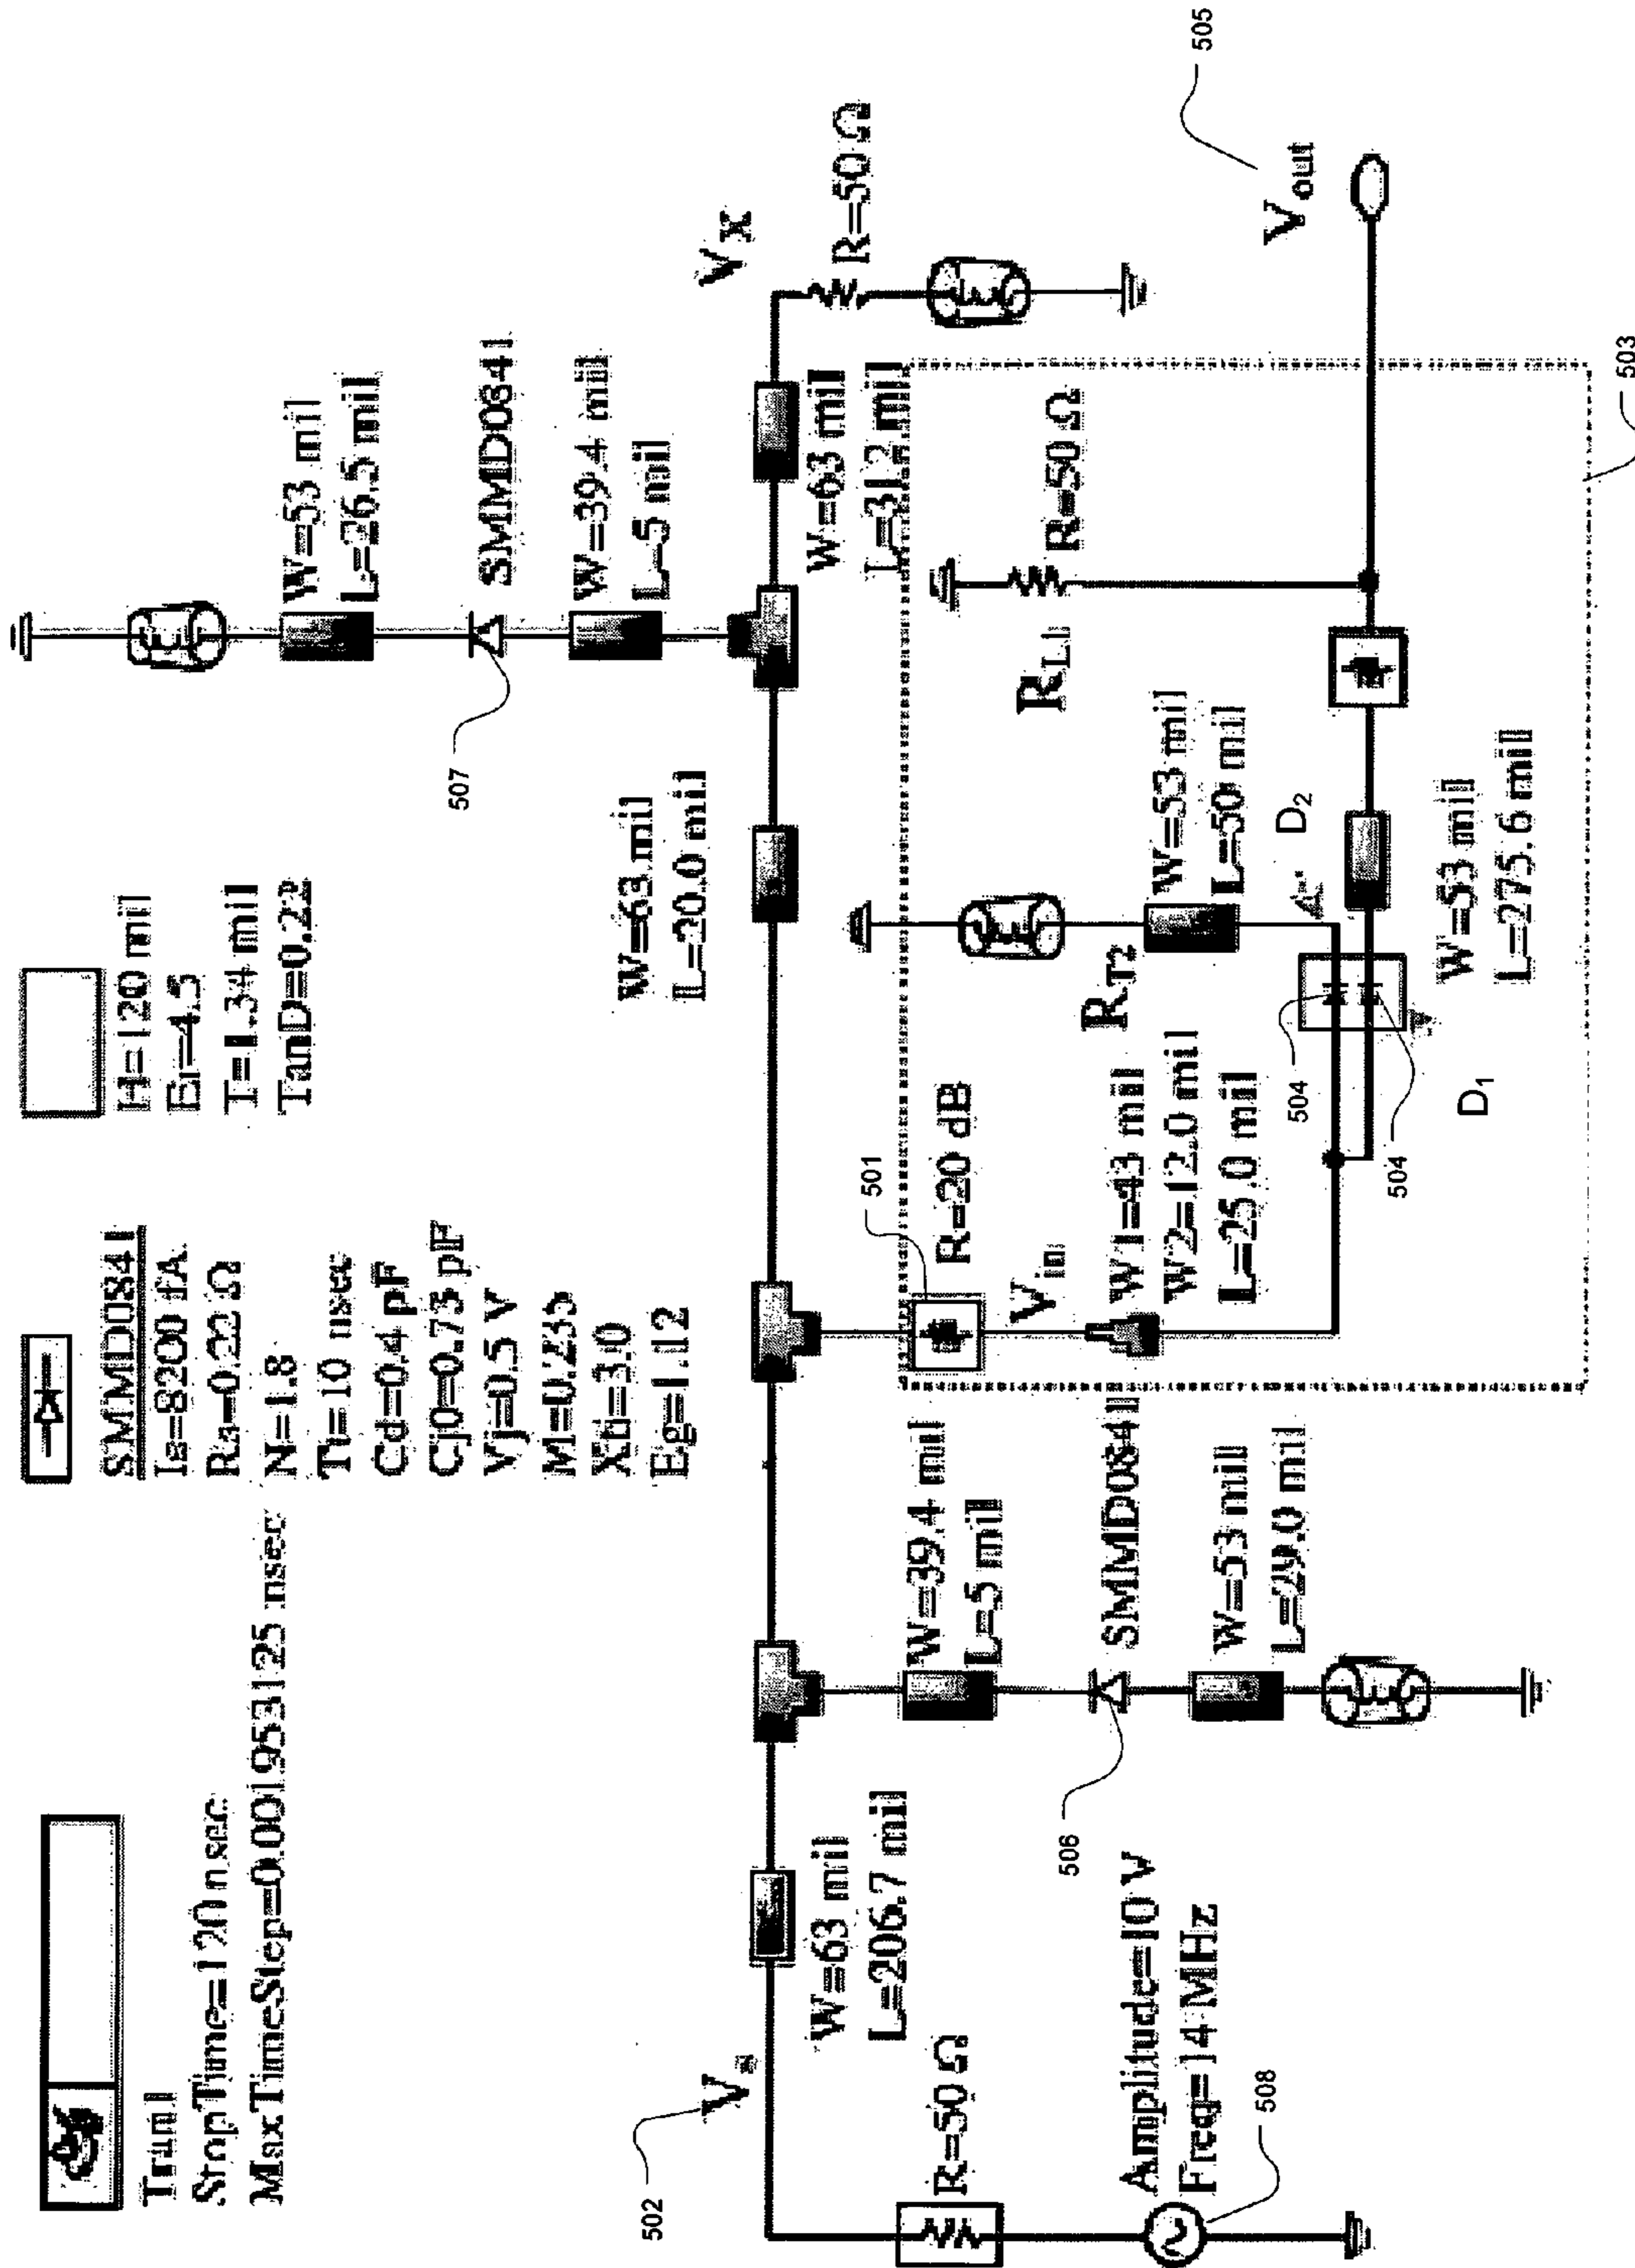 Tran1
StopTime=120 nsec
MaxTimeStep=0.001953125 nsec
SMMD0841
Is=8200 fA
Rs=0.22 Ω
N=1.8
Tt=10 nsec
Cd=0.4 pF
Cj0=0.73 pF
Vj=0.5 V
M=0.235
Xti=3.0
Eg=1.12
H=120 mil
Er=4.5
T=1.34 mil
TanD=0.22
W=53 mil
L=26.5 mil
SMMD0841
W=39.4 mil
L=5 mil
507
502
V
W=63 mil
L=206.7 mil
W=63 mil
L=20.0 mil
V X
R=50 Ω
W=63 mil
L=31.2 mil
R=50 Ω
Amplitude=10 V
Freq=14 MHz
508
W=39.4 mil
L=5 mil
SMMD0841
506
W=53 mil
L=29.0 mil
501
R=20 dB
Vin
W1=43 mil
W2=12.0 mil
L=25.0 mil
RT2
W=53 mil
L=50 mil
RL1
R=50 Ω
504
D2
504
D1
W=53 mil
L=275.6 mil
Vout
505
503